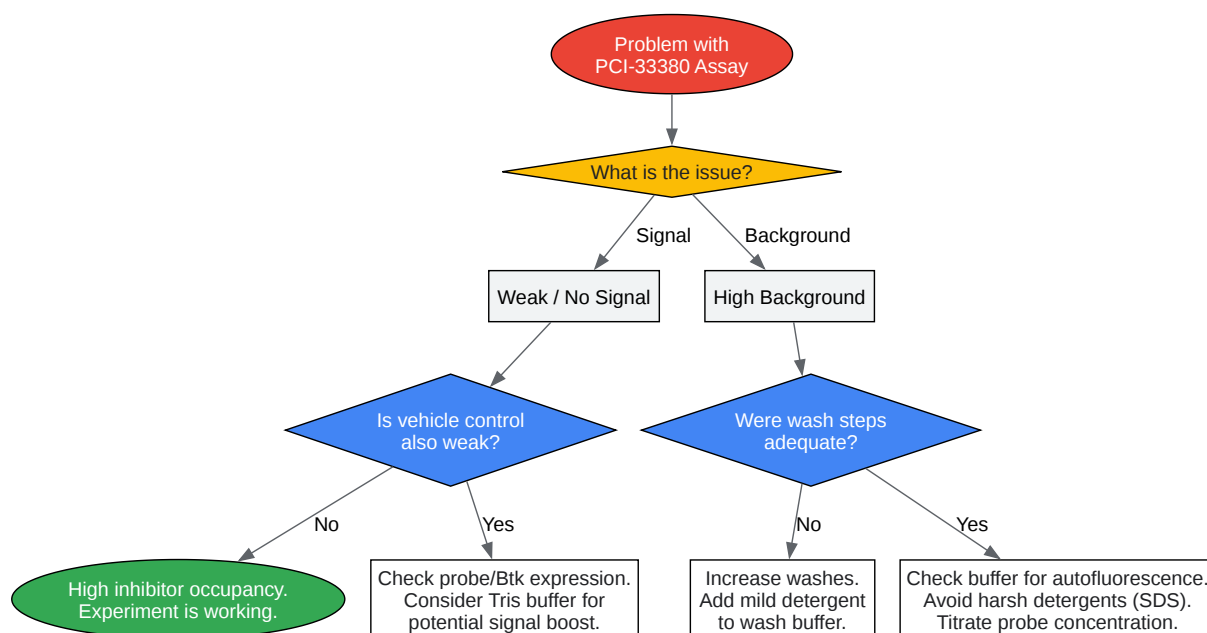 Problem with
PCI-33380 Assay
What is the issue?
Signal
Background
Weak / No Signal
High Background
Is vehicle control
also weak?
Were wash steps
adequate?
No
Yes
No
Yes
High inhibitor occupancy.
Experiment is working.
Check probe/Btk expression.
Consider Tris buffer for
potential signal boost.
Increase washes.
Add mild detergent
to wash buffer.
Check buffer for autofluorescence.
Avoid harsh detergents (SDS).
Titrate probe concentration.